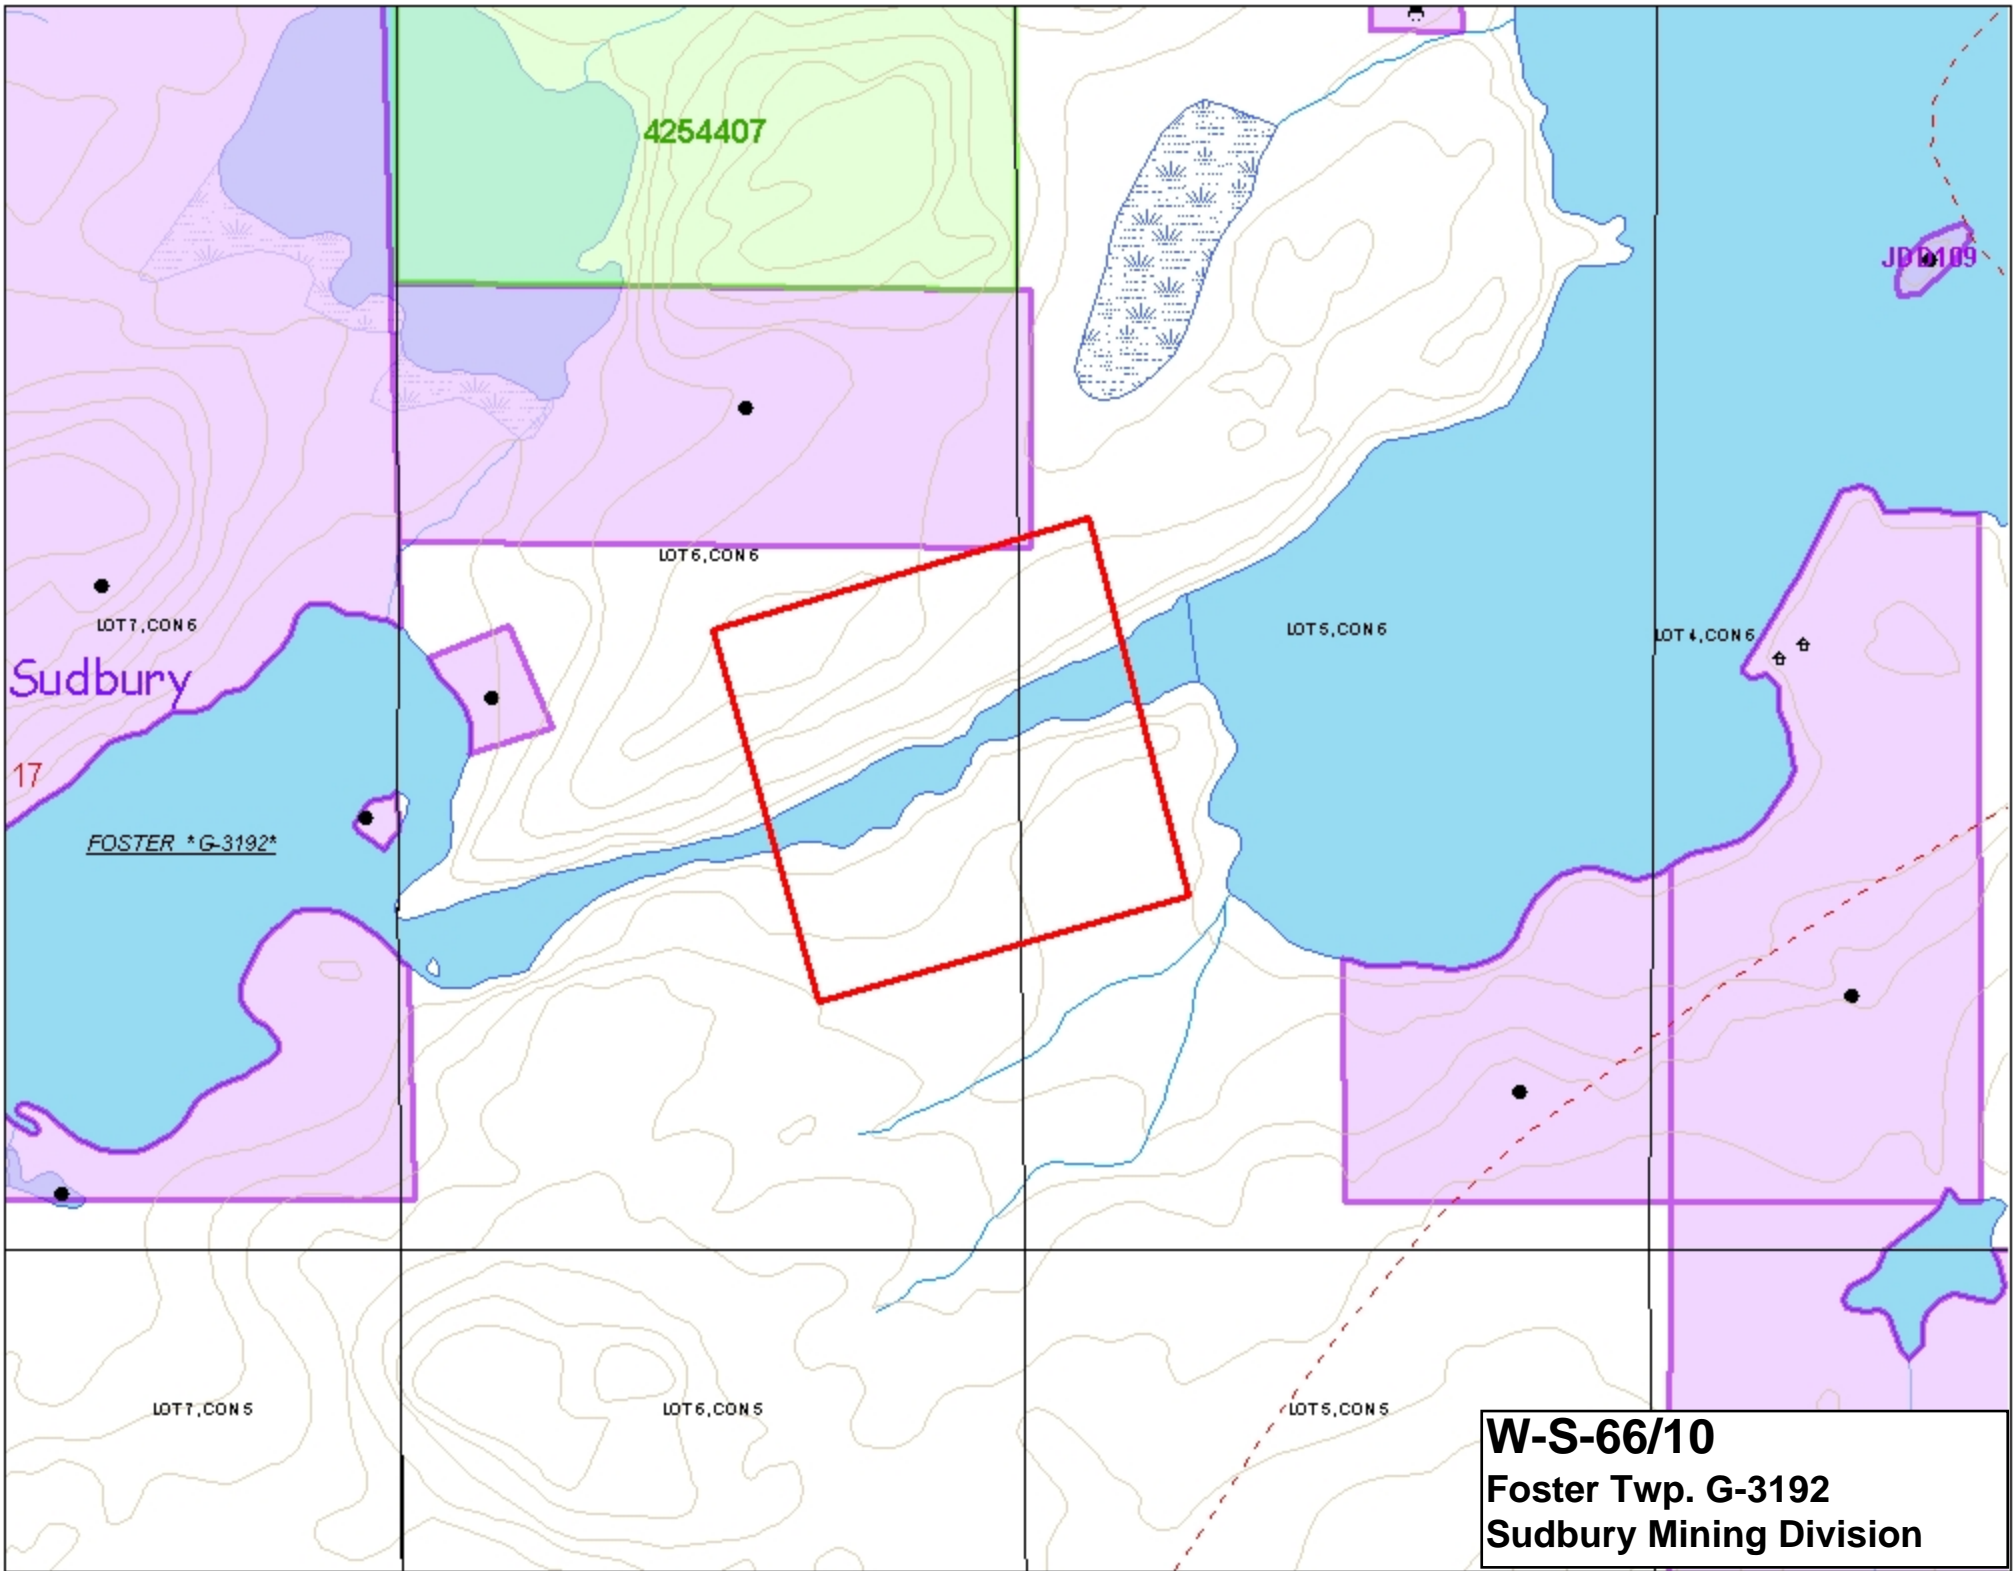 4254407
JDD109
LOT 6, CON 6
LOT 7, CON 6
LOT 5, CON 6
LOT 4, CON 6
Sudbury
17
FOSTER *G-3192*
LOT 7, CON 5
LOT 6, CON 5
LOT 5, CON 5
W-S-66/10
Foster Twp. G-3192
Sudbury Mining Division